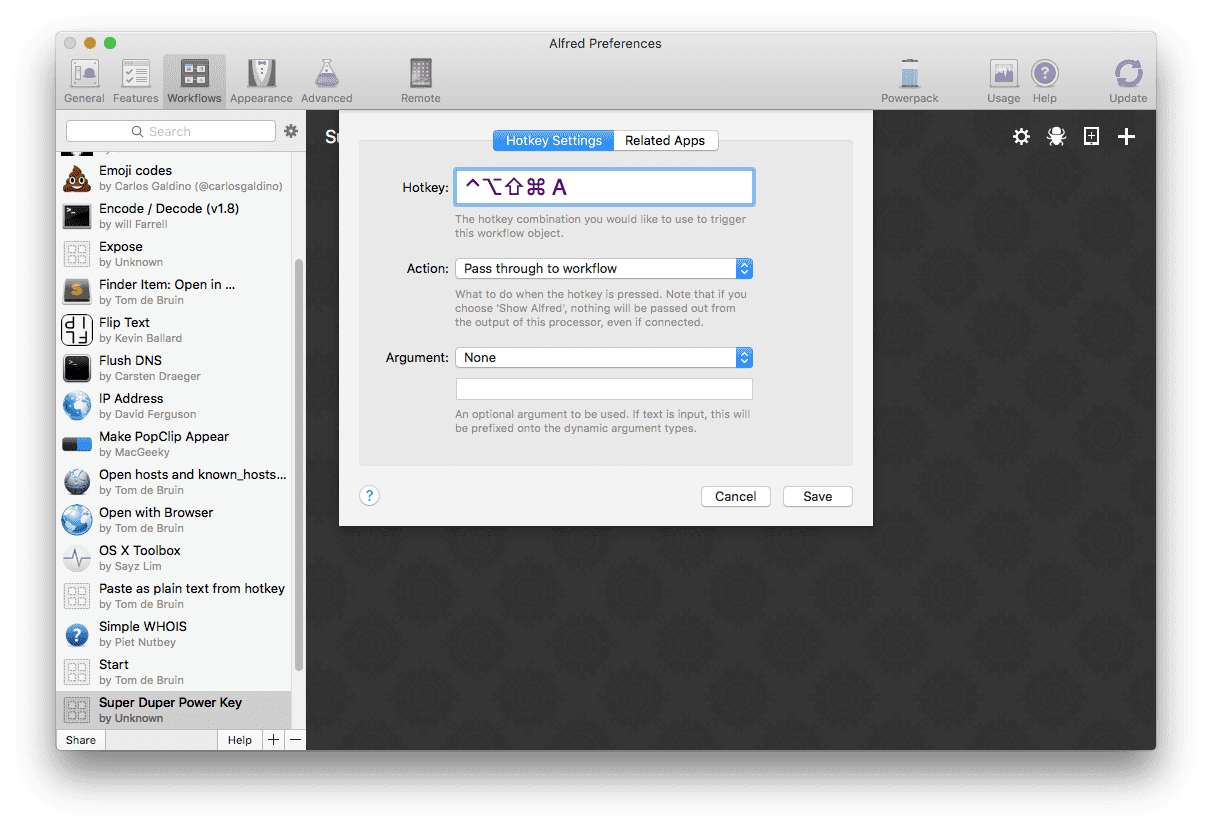 Alfred Preferences
General Features Workflows Appearance Advanced Remote Powerpack Usage Help Update
Search
Emoji codes
by Carlos Galdino (@carlosgaldino)
Encode / Decode (v1.8)
by will Farrell
Expose
by Unknown
Finder Item: Open in ...
by Tom de Bruin
Flip Text
by Kevin Ballard
Flush DNS
by Carsten Draeger
IP Address
by David Ferguson
Make PopClip Appear
by MacGeeky
Open hosts and known_hosts...
by Tom de Bruin
Open with Browser
by Tom de Bruin
OS X Toolbox
by Sayz Lim
Paste as plain text from hotkey
by Tom de Bruin
Simple WHOIS
by Piet Nutbey
Start
by Tom de Bruin
Super Duper Power Key
by Unknown
Share Help + −
Hotkey Settings Related Apps
Hotkey: ^⌥⇧⌘ A
The hotkey combination you would like to use to trigger
this workflow object.
Action: Pass through to workflow
What to do when the hotkey is pressed. Note that if you
choose 'Show Alfred', nothing will be passed out from
the output of this processor, even if connected.
Argument: None
An optional argument to be used. If text is input, this will
be prefixed onto the dynamic argument types.
? Cancel Save